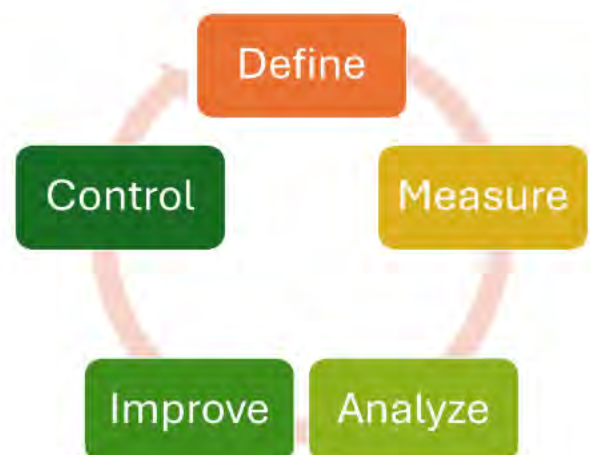 Define
Measure
Analyze
Improve
Control